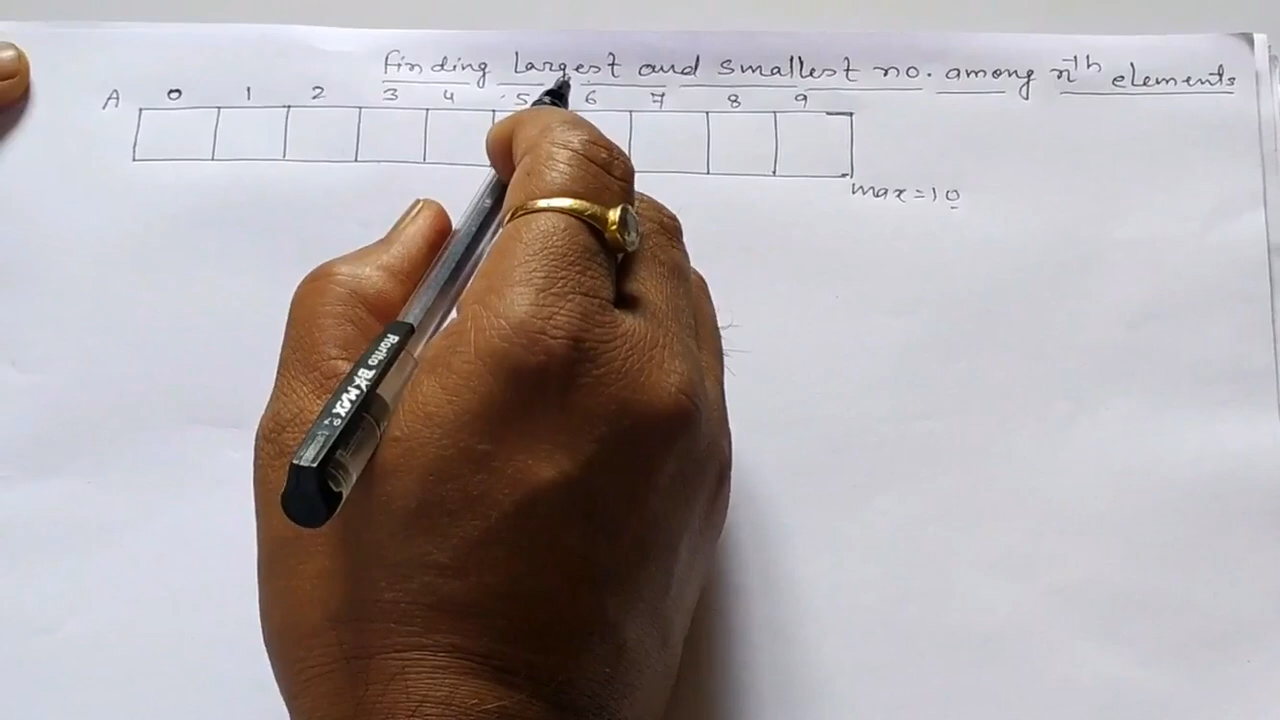 Finding Largest and smallest no. among nth elements
A 0 1 2 3 4 5 6 7 8 9
max=10
Rorito